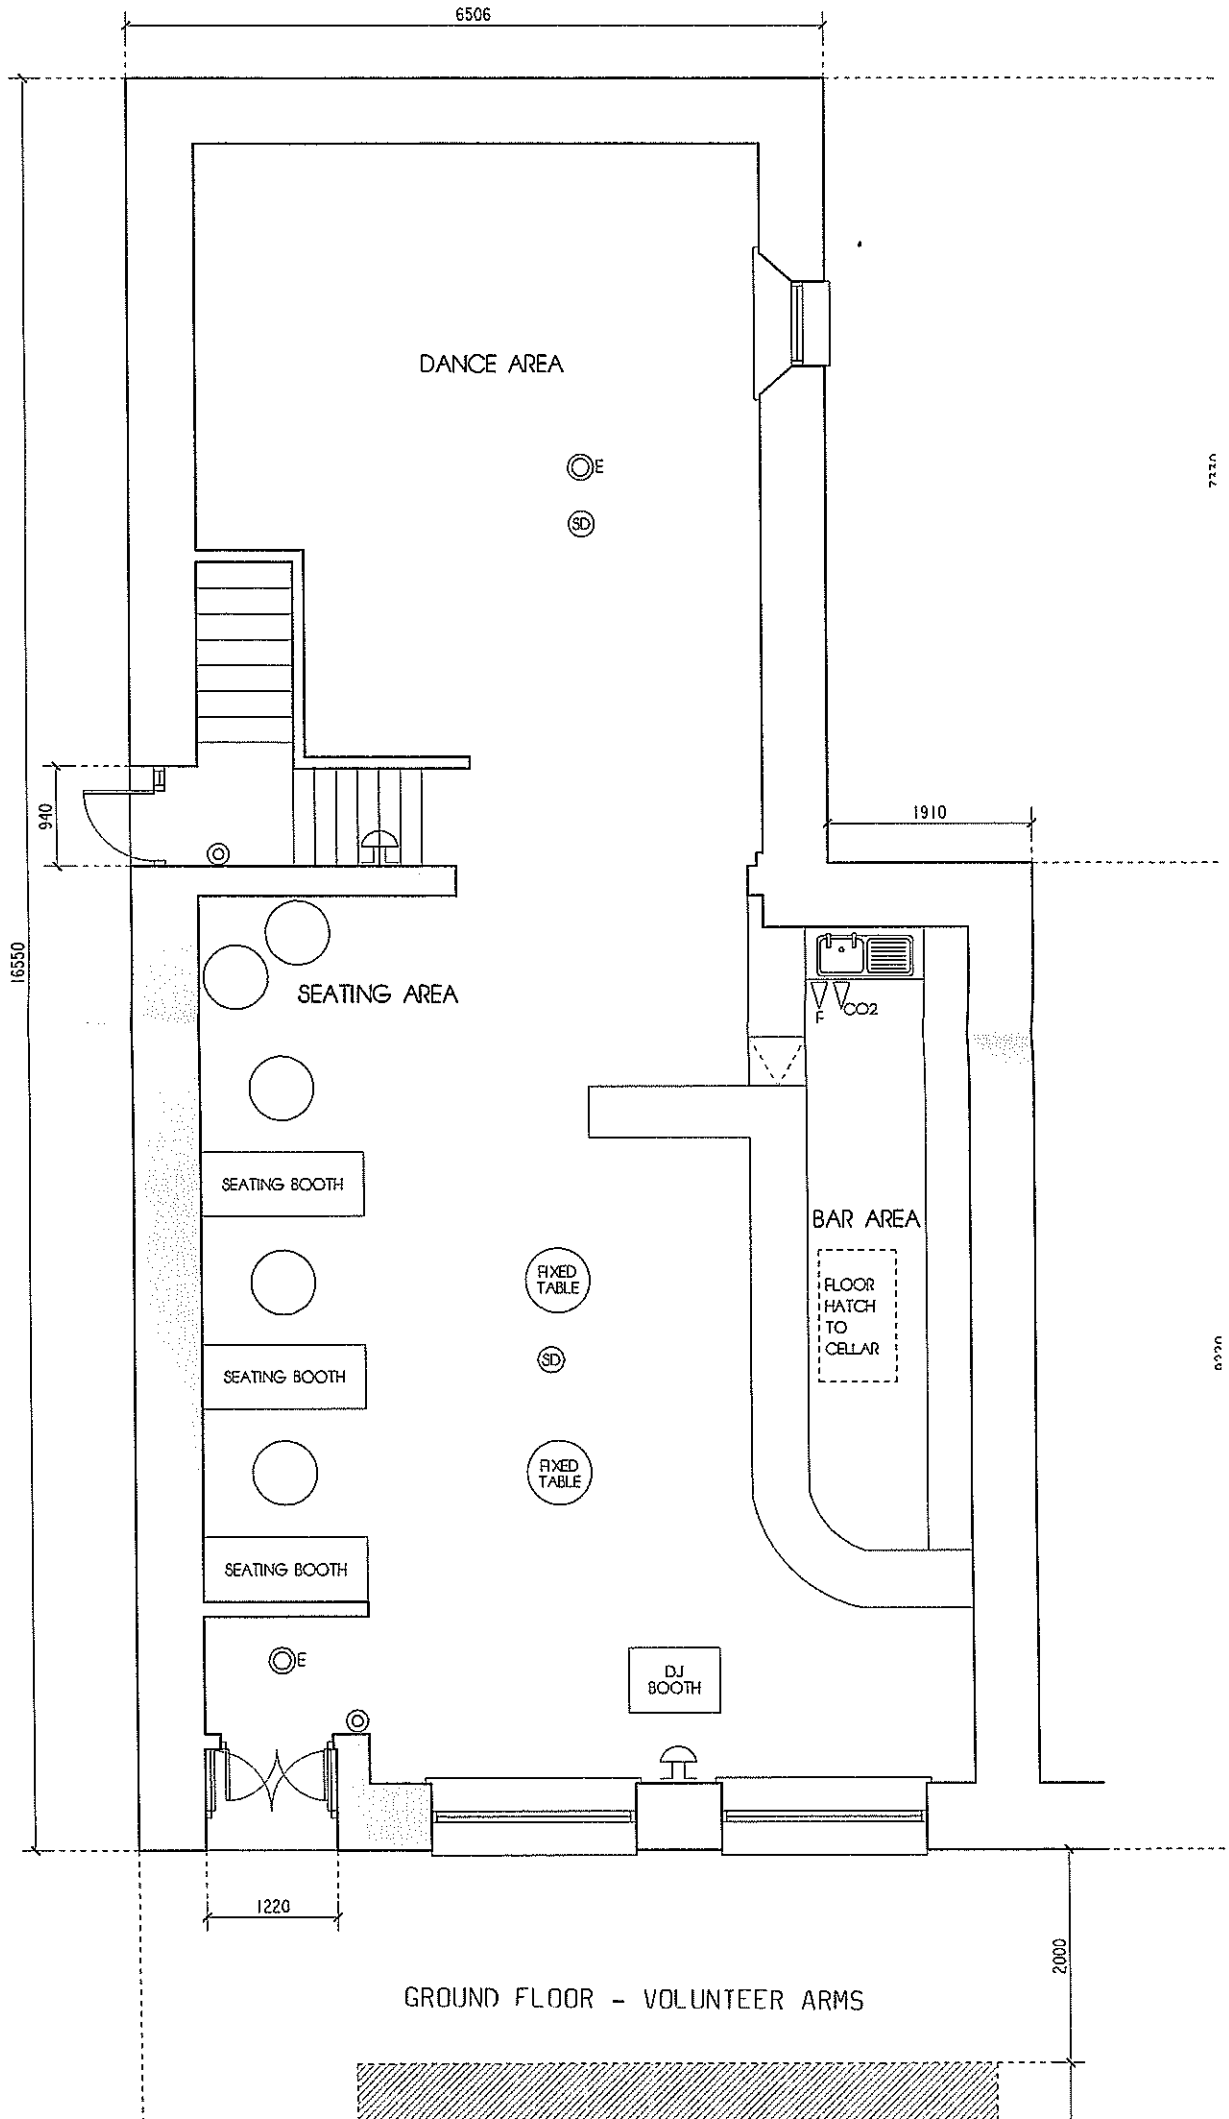 6506
DANCE AREA
E
SD
940
1910
16550
SEATING AREA
F
CO2
SEATING BOOTH
BAR AREA
FIXED
TABLE
FLOOR
HATCH
TO
CELLAR
SD
SEATING BOOTH
FIXED
TABLE
SEATING BOOTH
E
DJ
BOOTH
1220
2000
GROUND FLOOR - VOLUNTEER ARMS